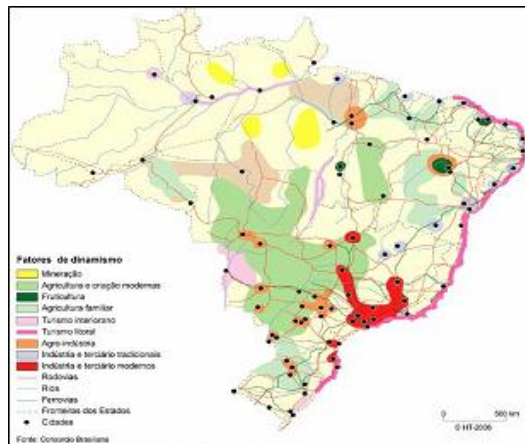 Fatores de dinamismo
Mineração
Agricultura e criação modernas
Fruticultura
Agricultura familiar
Turismo interiorano
Turismo litoral
Agro-indústria
Indústria e terciário tradicionais
Indústria e terciário modernos
Rodovias
Rios
Ferrovias
Fronteiras dos Estados
Cidades
Fonte: Consorcio Brasiliana
0 500 km
© HT-2006